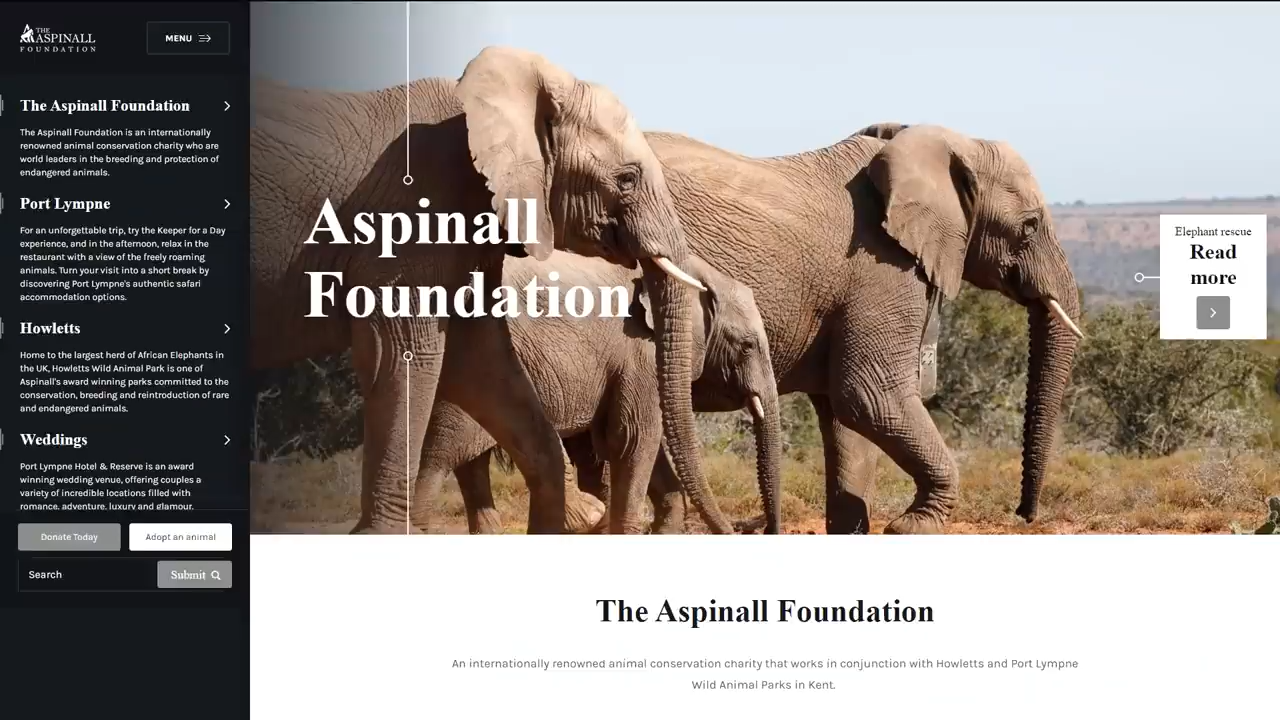 THE
ASPINALL
FOUNDATION
MENU
The Aspinall Foundation
The Aspinall Foundation is an internationally
renowned animal conservation charity who are
world leaders in the breeding and protection of
endangered animals.
Port Lympne
For an unforgettable trip, try the Keeper for a Day
experience, and in the afternoon, relax in the
restaurant with a view of the freely roaming
animals. Turn your visit into a short break by
discovering Port Lympne's authentic safari
accommodation options.
Howletts
Home to the largest herd of African Elephants in
the UK, Howletts Wild Animal Park is one of
Aspinall's award winning parks committed to the
conservation, breeding and reintroduction of rare
and endangered animals.
Weddings
Port Lympne Hotel & Reserve is an award
winning wedding venue, offering couples a
variety of incredible locations filled with
romance, adventure, luxury and glamour.
Donate Today
Adopt an animal
Search
Submit
Aspinall
Foundation
Elephant rescue
Read
more
The Aspinall Foundation
An internationally renowned animal conservation charity that works in conjunction with Howletts and Port Lympne
Wild Animal Parks in Kent.